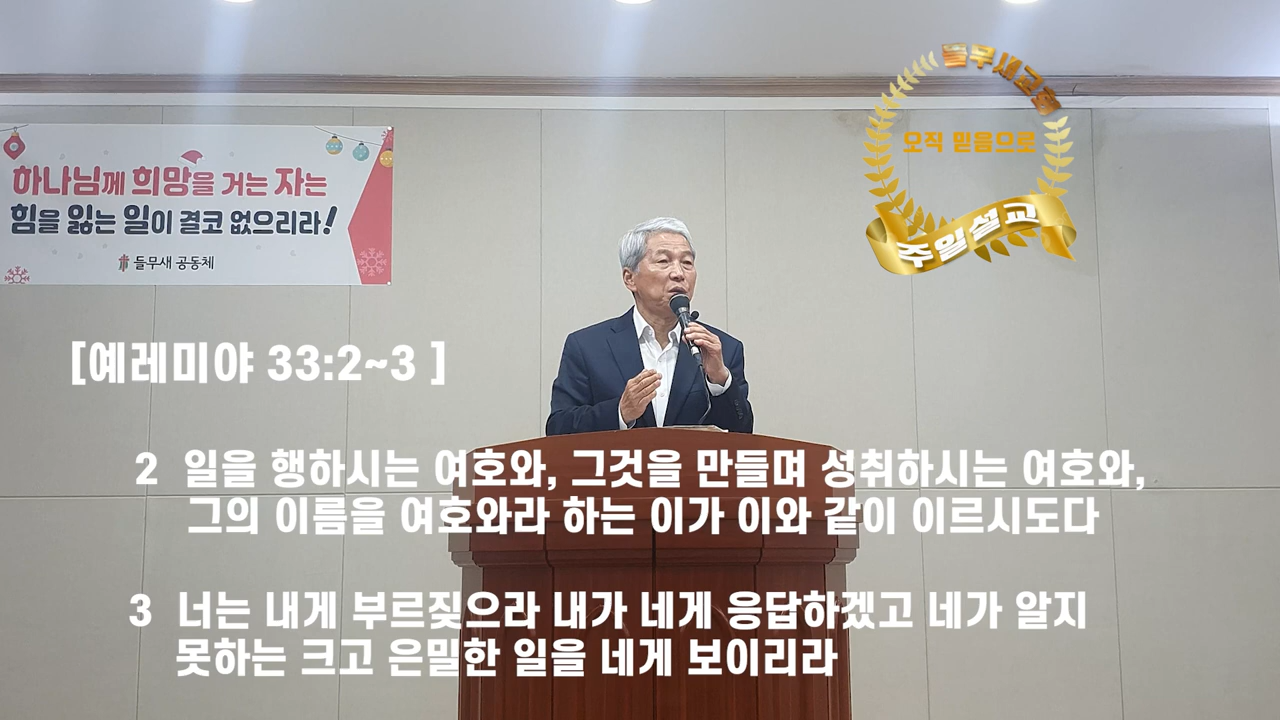 하나님께 희망을 거는 자는
힘을 잃는 일이 결코 없으리라!
들무새 공동체
들무새교회
오직 믿음으로
주일설교
[예레미야 33:2~3 ]
2 일을 행하시는 여호와, 그것을 만들며 성취하시는 여호와,
그의 이름을 여호와라 하는 이가 이와 같이 이르시도다
3 너는 내게 부르짖으라 내가 네게 응답하겠고 네가 알지
못하는 크고 은밀한 일을 네게 보이리라